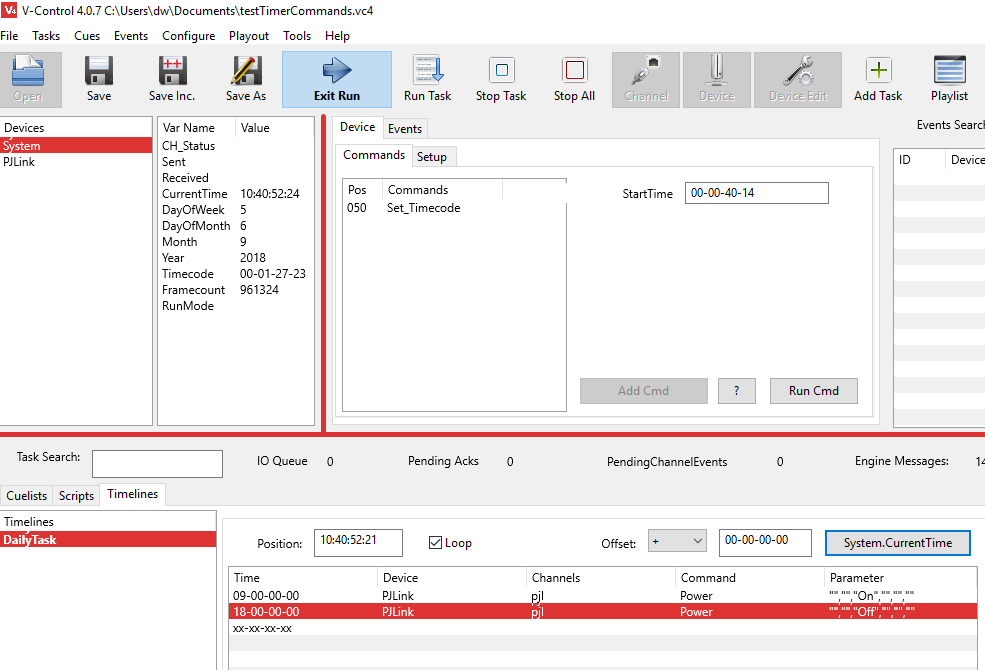 V4 V-Control 4.0.7 C:\Users\dw\Documents\testTimerCommands.vc4
File Tasks Cues Events Configure Playout Tools Help
Open Save Save Inc. Save As Exit Run Run Task Stop Task Stop All Channel Device Device Edit Add Task Playlist
Devices
System
PJLink
Var Name Value
CH_Status
Sent
Received
CurrentTime 10:40:52:24
DayOfWeek 5
DayOfMonth 6
Month 9
Year 2018
Timecode 00-01-27-23
Framecount 961324
RunMode
Device Events
Commands Setup
Pos Commands
050 Set_Timecode
StartTime 00-00-40-14
Add Cmd ? Run Cmd
Events Search
ID Device
Task Search:
IO Queue 0 Pending Acks 0 PendingChannelEvents 0 Engine Messages: 14
Cuelists Scripts Timelines
Timelines
DailyTask
Position: 10:40:52:21 Loop Offset: + 00-00-00-00 System.CurrentTime
Time Device Channels Command Parameter
09-00-00-00 PJLink pjl Power "","","On","","",""
18-00-00-00 PJLink pjl Power "","","Off","","",""
xx-xx-xx-xx